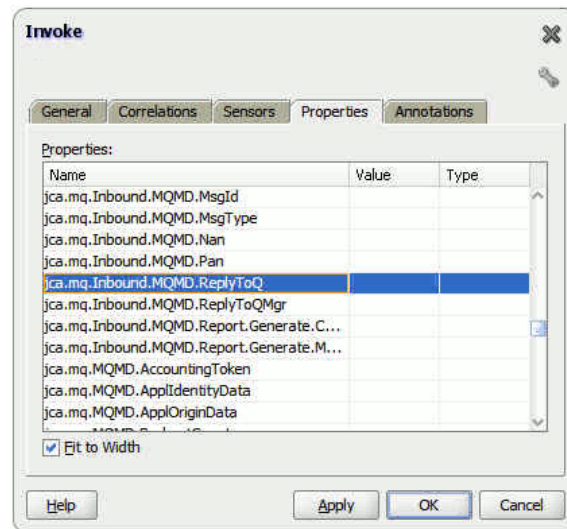 Invoke
General Correlations Sensors Properties Annotations
Properties:
Name Value Type
jca.mq.Inbound.MQMD.MsgId
jca.mq.Inbound.MQMD.MsgType
jca.mq.Inbound.MQMD.Nan
jca.mq.Inbound.MQMD.Pan
jca.mq.Inbound.MQMD.ReplyToQ
jca.mq.Inbound.MQMD.ReplyToQMgr
jca.mq.Inbound.MQMD.Report.Generate.C...
jca.mq.Inbound.MQMD.Report.Generate.M...
jca.mq.MQMD.AccountingToken
jca.mq.MQMD.ApplIdentityData
jca.mq.MQMD.ApplOriginData
Fit to Width
Help Apply OK Cancel